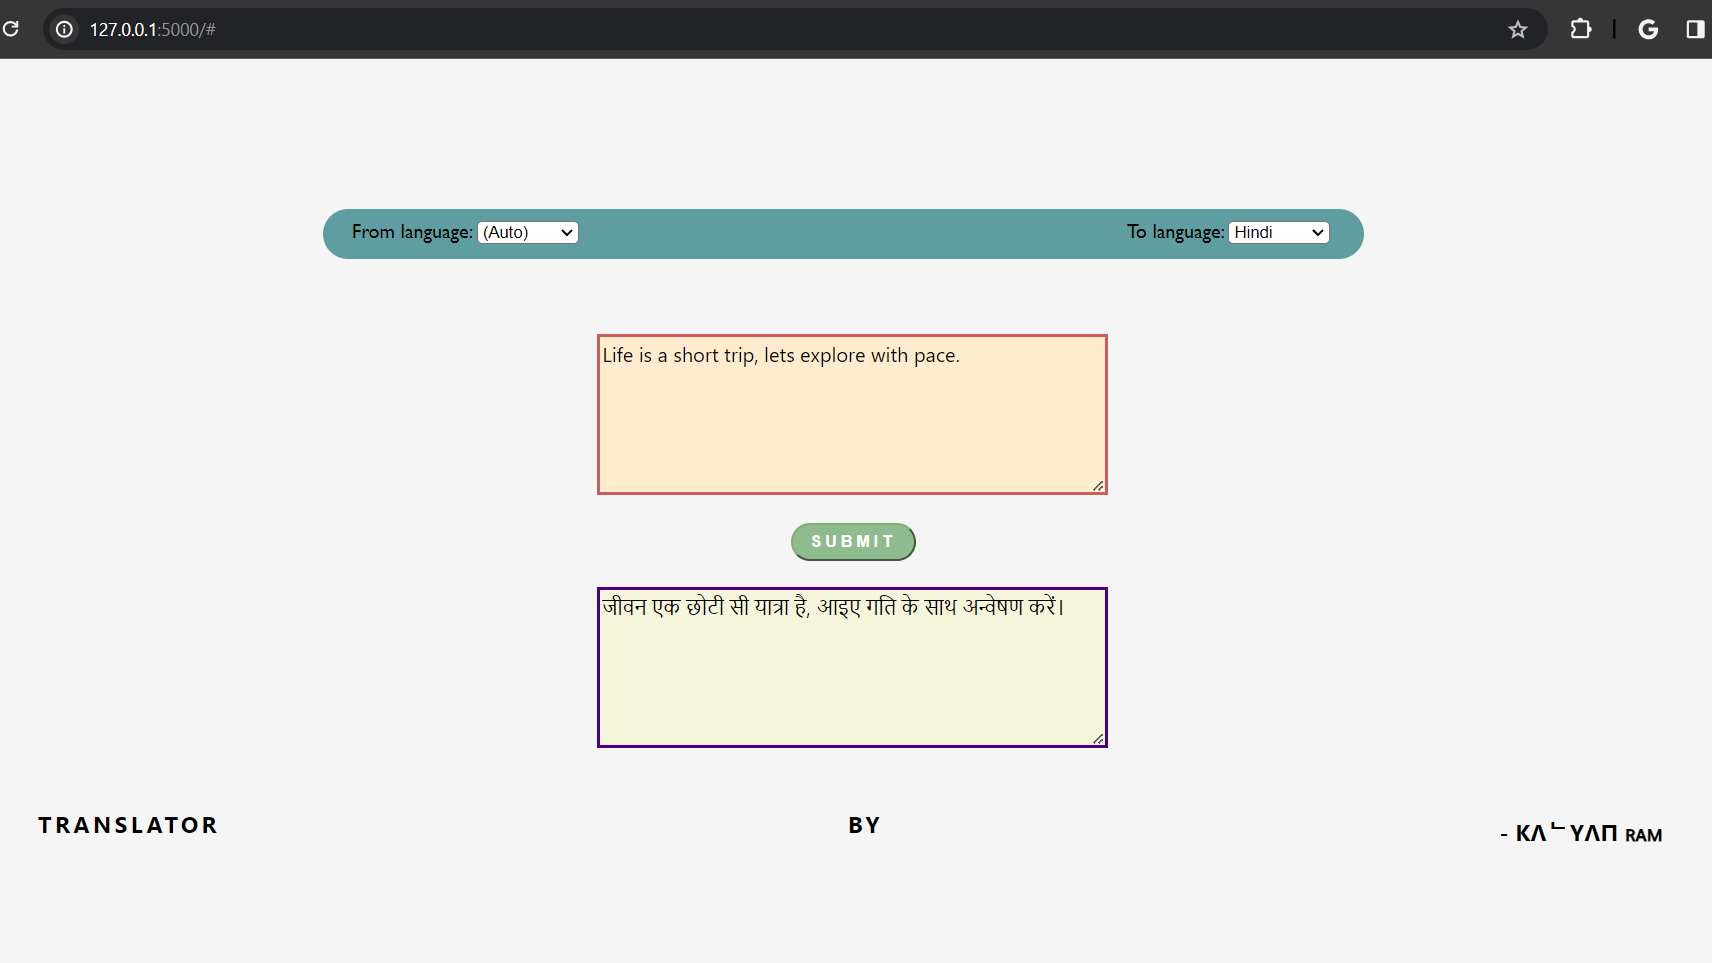 127.0.0.1:5000/#
From language: (Auto) To language: Hindi
Life is a short trip, lets explore with pace.
SUBMIT
जीवन एक छोटी सी यात्रा है, आइए गति के साथ अन्वेषण करें।
TRANSLATOR BY - KΛᄂYΛП RAM